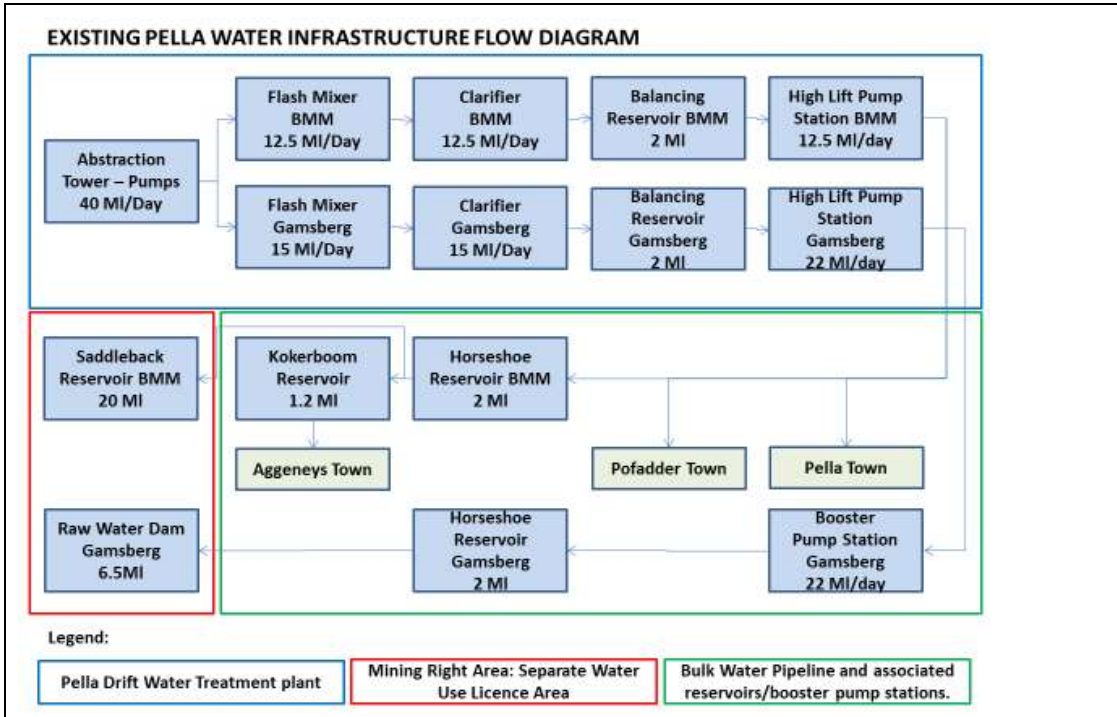 EXISTING PELLA WATER INFRASTRUCTURE FLOW DIAGRAM
Abstraction
Tower – Pumps
40 Ml/Day
Flash Mixer
BMM
12.5 Ml/Day
Clarifier
BMM
12.5 Ml/Day
Balancing
Reservoir BMM
2 Ml
High Lift Pump
Station BMM
12.5 Ml/day
Flash Mixer
Gamsberg
15 Ml/Day
Clarifier
Gamsberg
15 Ml/Day
Balancing
Reservoir
Gamsberg
2 Ml
High Lift Pump
Station
Gamsberg
22 Ml/day
Saddleback
Reservoir BMM
20 Ml
Kokerboom
Reservoir
1.2 Ml
Horseshoe
Reservoir BMM
2 Ml
Aggeneys Town
Pofadder Town
Pella Town
Raw Water Dam
Gamsberg
6.5Ml
Horseshoe
Reservoir
Gamsberg
2 Ml
Booster
Pump Station
Gamsberg
22 Ml/day
Legend:
Pella Drift Water Treatment plant
Mining Right Area: Separate Water
Use Licence Area
Bulk Water Pipeline and associated
reservoirs/booster pump stations.